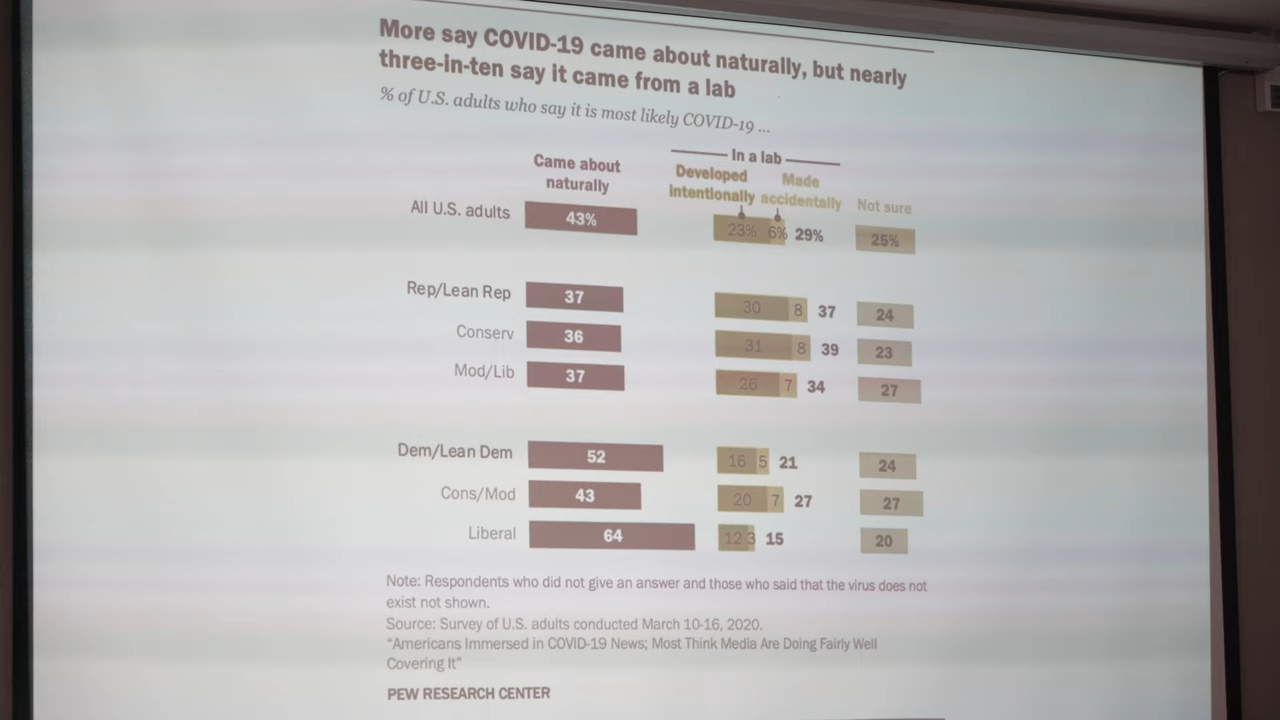 More say COVID-19 came about naturally, but nearly
three-in-ten say it came from a lab
% of U.S. adults who say it is most likely COVID-19 ...
In a lab
Came about
naturally
Developed
intentionally
Made
accidentally
Not sure
All U.S. adults 43% 23% 6% 29% 25%
Rep/Lean Rep 37 30 8 37 24
Conserv 36 31 8 39 23
Mod/Lib 37 26 7 34 27
Dem/Lean Dem 52 16 5 21 24
Cons/Mod 43 20 7 27 27
Liberal 64 12 3 15 20
Note: Respondents who did not give an answer and those who said that the virus does not
exist not shown.
Source: Survey of U.S. adults conducted March 10-16, 2020.
"Americans Immersed in COVID-19 News; Most Think Media Are Doing Fairly Well
Covering It"
PEW RESEARCH CENTER